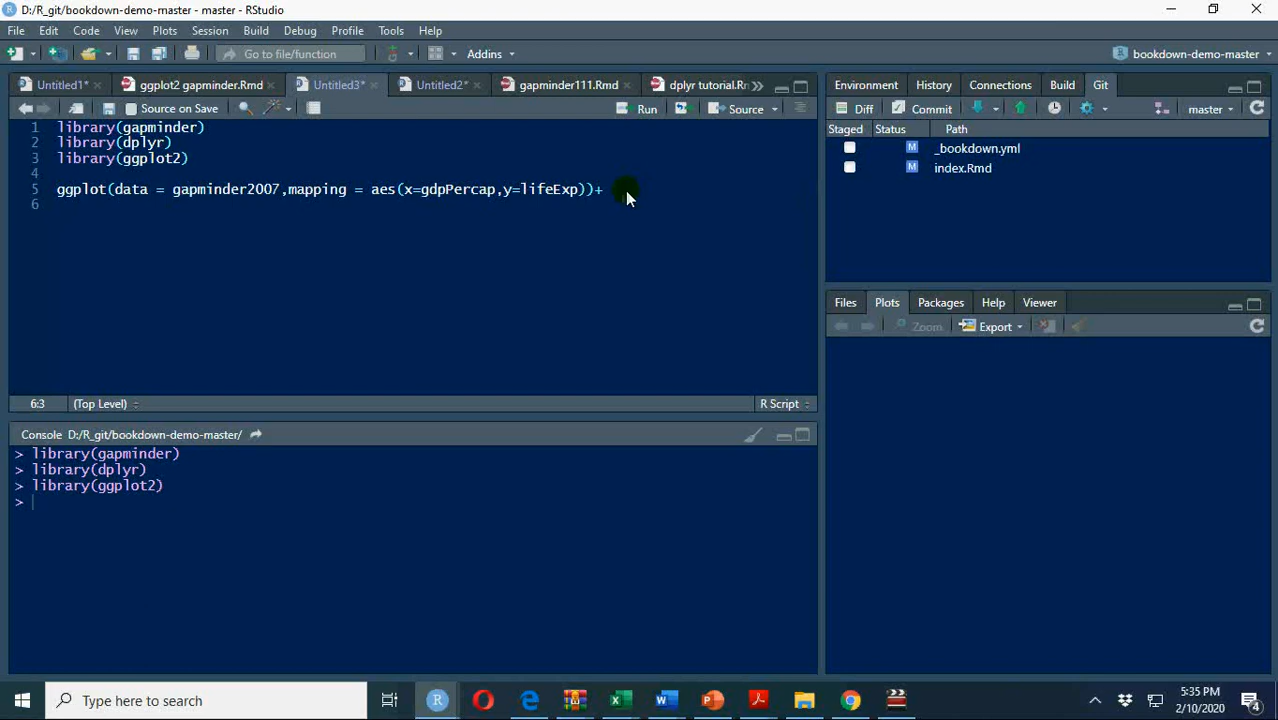 D:/R_git/bookdown-demo-master - master - RStudio
File Edit Code View Plots Session Build Debug Profile Tools Help
Go to file/function Addins bookdown-demo-master
Untitled1* ggplot2 gapminder.Rmd Untitled3* Untitled2* gapminder111.Rmd dplyr tutorial.Rn
Source on Save Run Source
1 library(gapminder)
2 library(dplyr)
3 library(ggplot2)
4
5 ggplot(data = gapminder2007,mapping = aes(x=gdpPercap,y=lifeExp))+
6
6:3 (Top Level) R Script
Console D:/R_git/bookdown-demo-master/
> library(gapminder)
> library(dplyr)
> library(ggplot2)
>
Environment History Connections Build Git
Diff Commit master
Staged Status Path
M _bookdown.yml
M index.Rmd
Files Plots Packages Help Viewer
Zoom Export
Type here to search
5:35 PM
2/10/2020
4